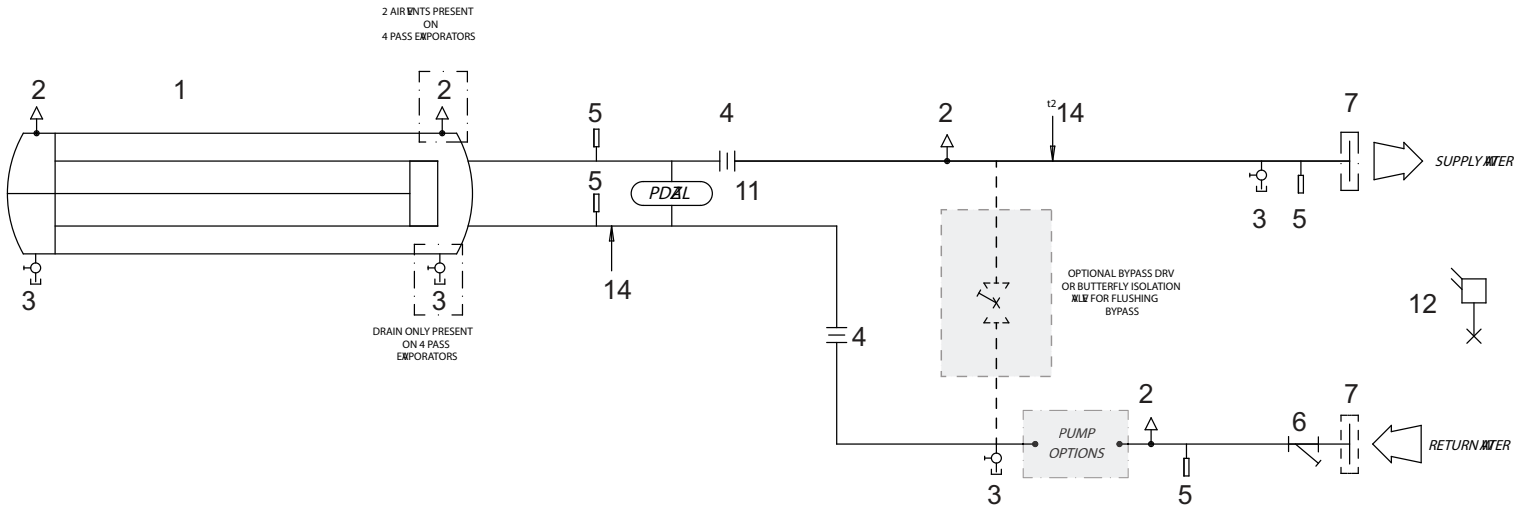 2 AIR VENTS PRESENT
ON
4 PASS EVAPORATORS
2
1
2
5
4
2
t2
14
7
SUPPLY WATER
5
PDZAL
11
3
5
3
3
14
OPTIONAL BYPASS DRV
OR BUTTERFLY ISOLATION
VALVE FOR FLUSHING
BYPASS
12
DRAIN ONLY PRESENT
ON 4 PASS
EVAPORATORS
4
2
7
6
PUMP
OPTIONS
RETURN WATER
3
5